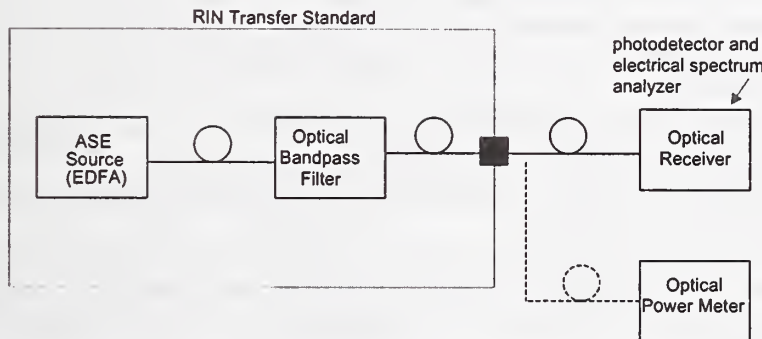 RIN Transfer Standard
photodetector and
electrical spectrum
analyzer
ASE
Source
(EDFA)
Optical
Bandpass
Filter
Optical
Receiver
Optical
Power Meter